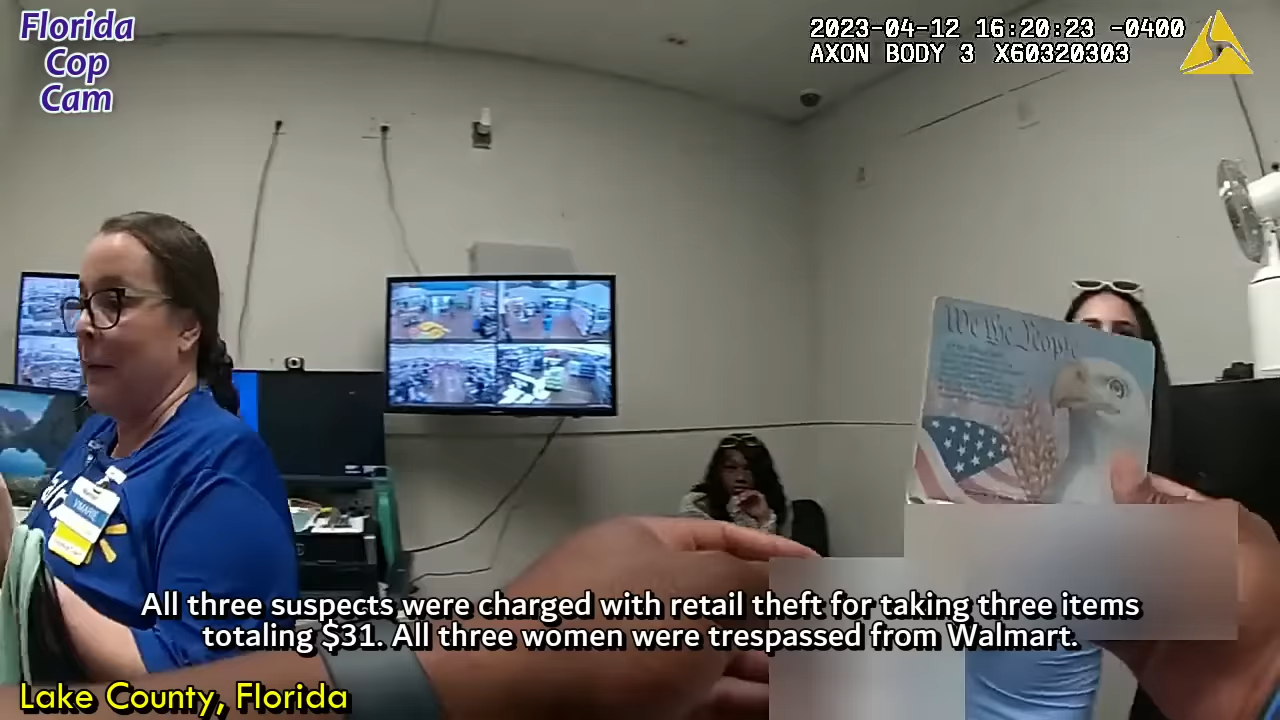 Florida
Cop
Cam
2023-04-12 16:20:23 -0400
AXON BODY 3 X60320303
We the People
All three suspects were charged with retail theft for taking three items
totaling $31. All three women were trespassed from Walmart.
Lake County, Florida